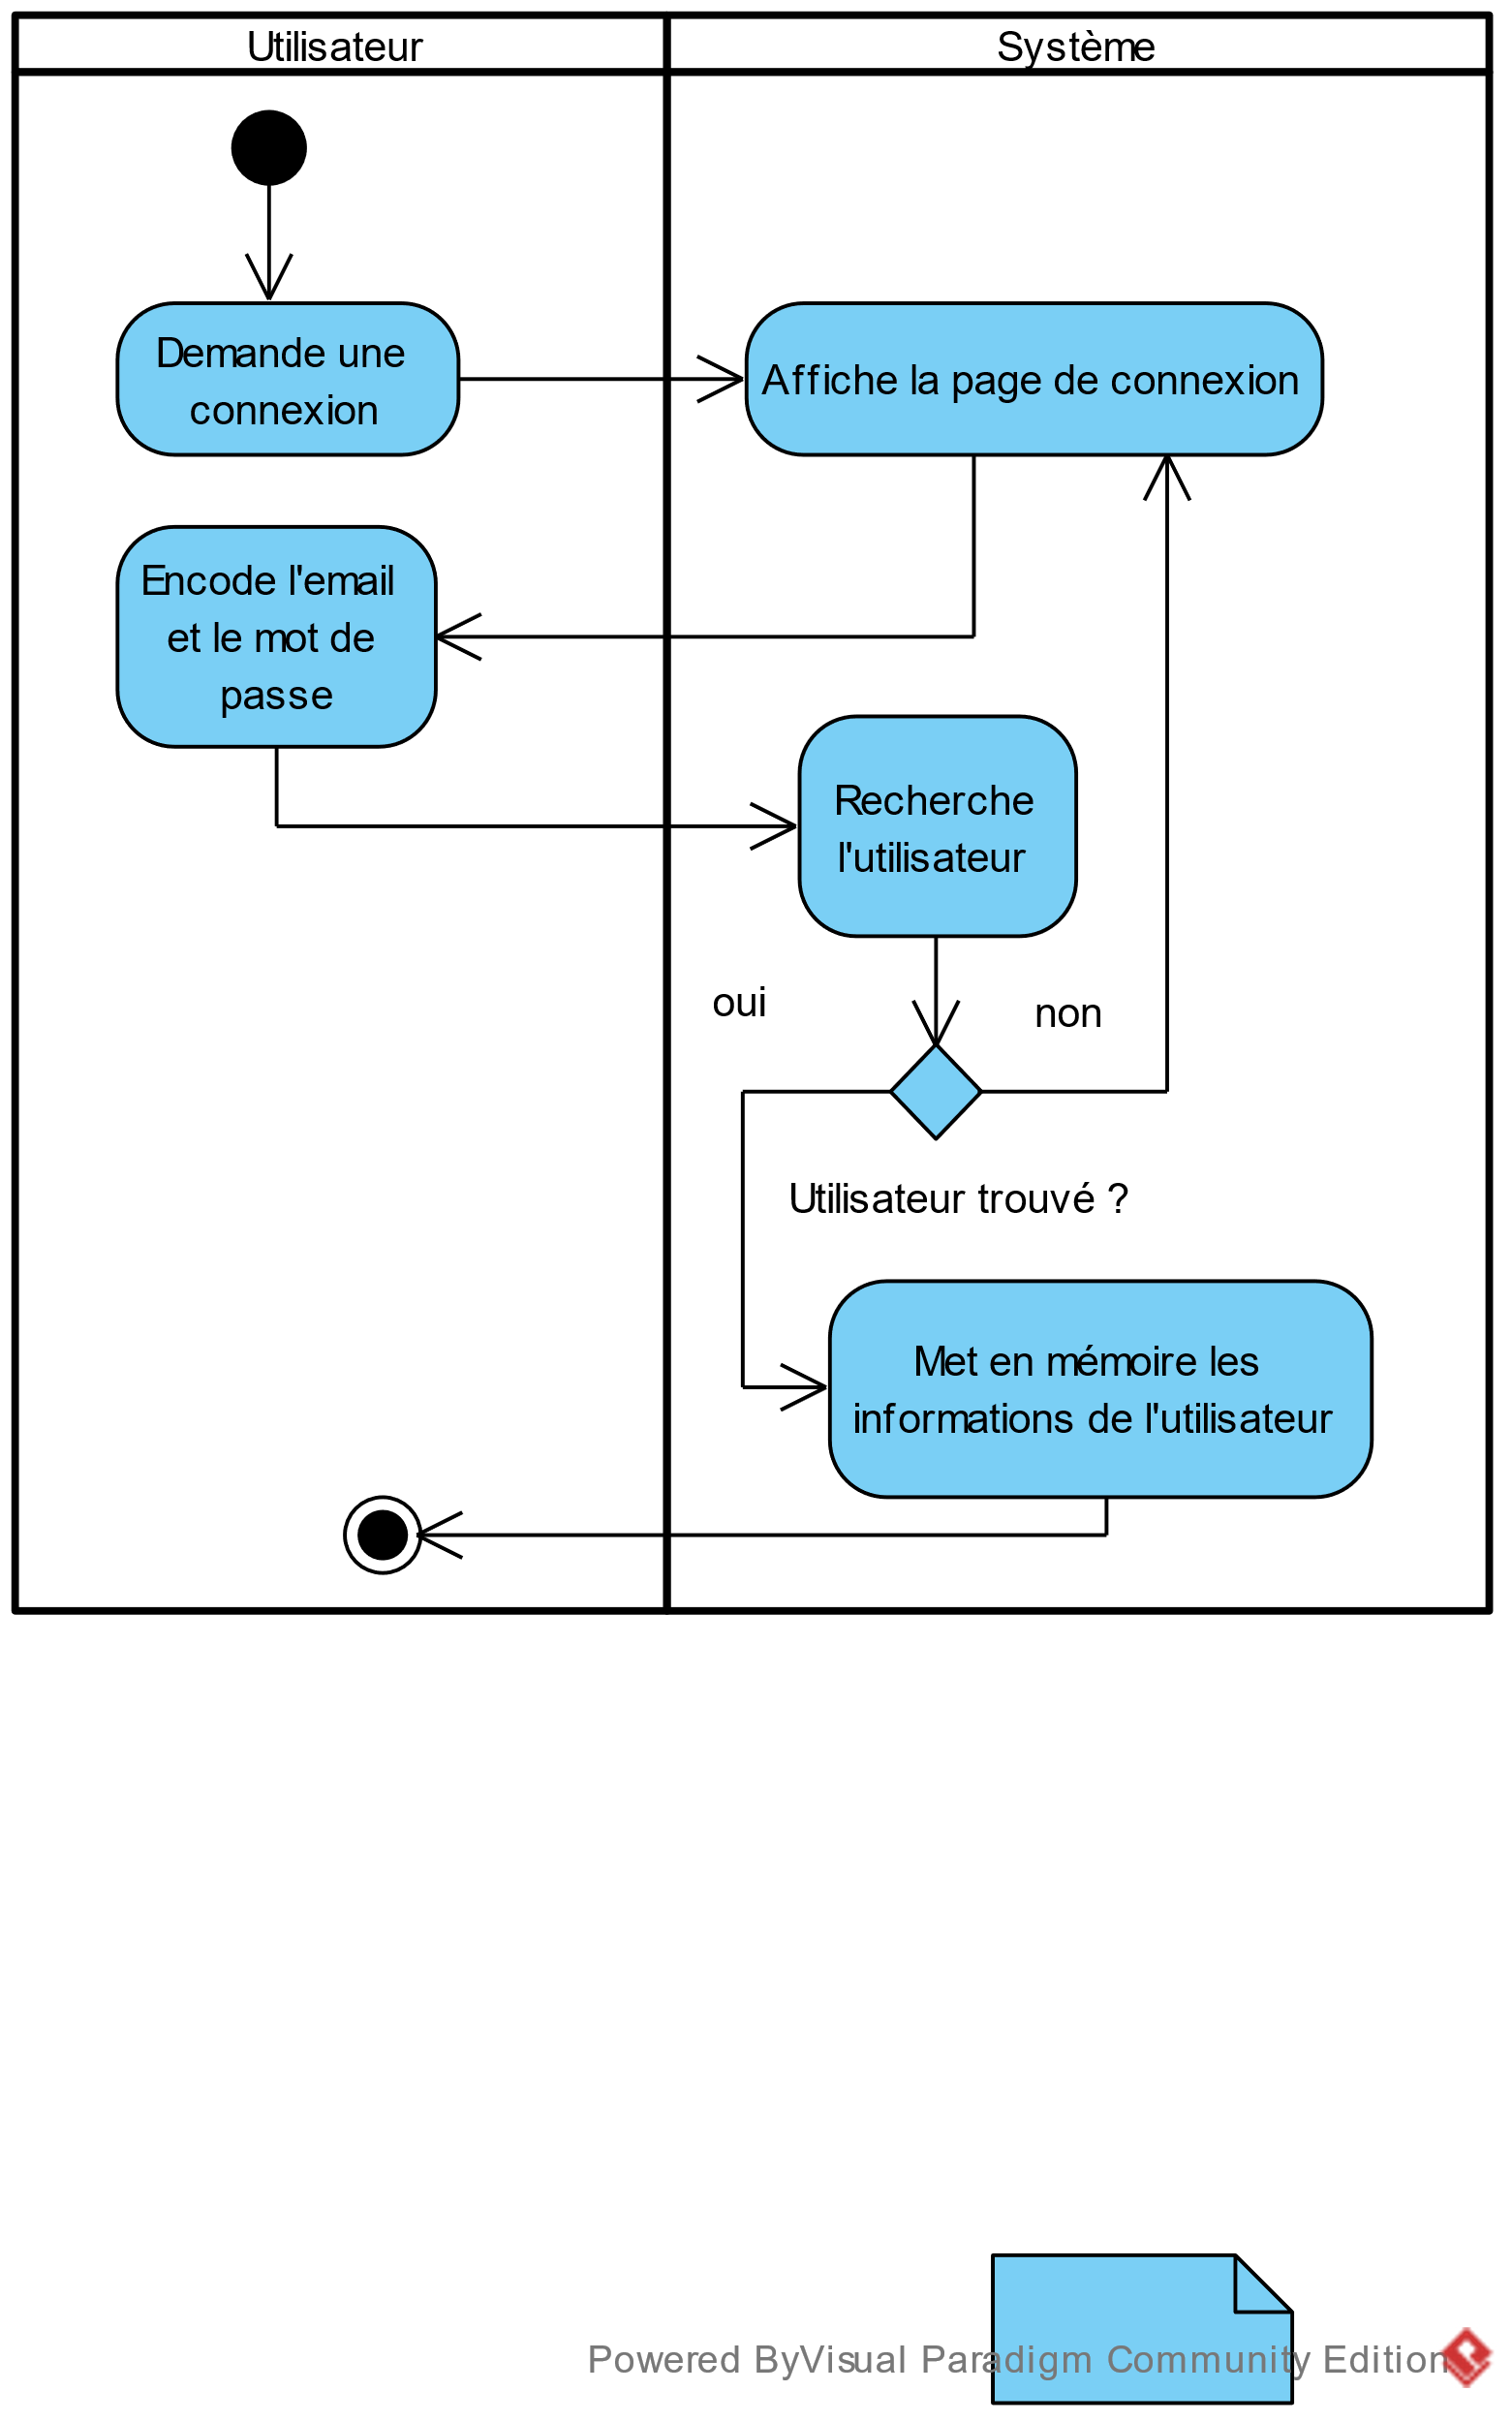 Utilisateur
Système
Demande une
connexion
Affiche la page de connexion
Encode l'email
et le mot de
passe
Recherche
l'utilisateur
oui
non
Utilisateur trouvé ?
Met en mémoire les
informations de l'utilisateur
Powered ByVisual Paradigm Community Edition